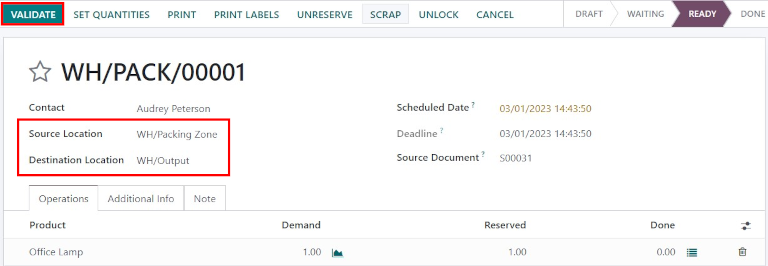 VALIDATE SET QUANTITIES PRINT PRINT LABELS UNRESERVE SCRAP UNLOCK CANCEL DRAFT WAITING READY DONE
WH/PACK/00001
Contact Audrey Peterson Scheduled Date ? 03/01/2023 14:43:50
Source Location WH/Packing Zone Deadline ? 03/01/2023 14:43:50
Destination Location WH/Output Source Document ? S00031
Operations Additional Info Note
Product Demand Reserved Done
Office Lamp 1.00 1.00 0.00